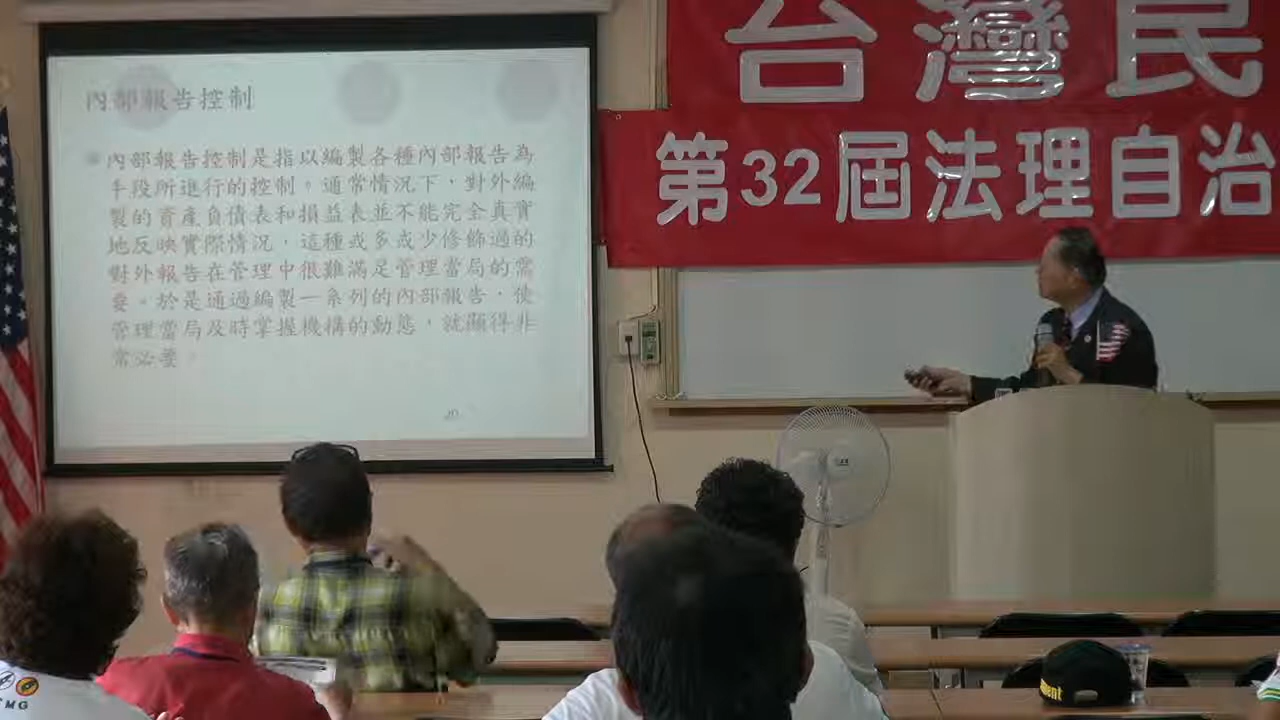 內部報告控制
內部報告控制是指以編製各種內部報告為
手段所進行的控制。通常情況下，對外編
製的資產負債表和損益表並不能完全真實
地反映實際情況，這種或多或少修飾過的
對外報告在管理中很難滿足管理當局的需
要。於是通過編製一系列的內部報告，使
管理當局及時掌握機構的動態，就顯得非
常必要。
台灣民
第32屆法理自治
TMG